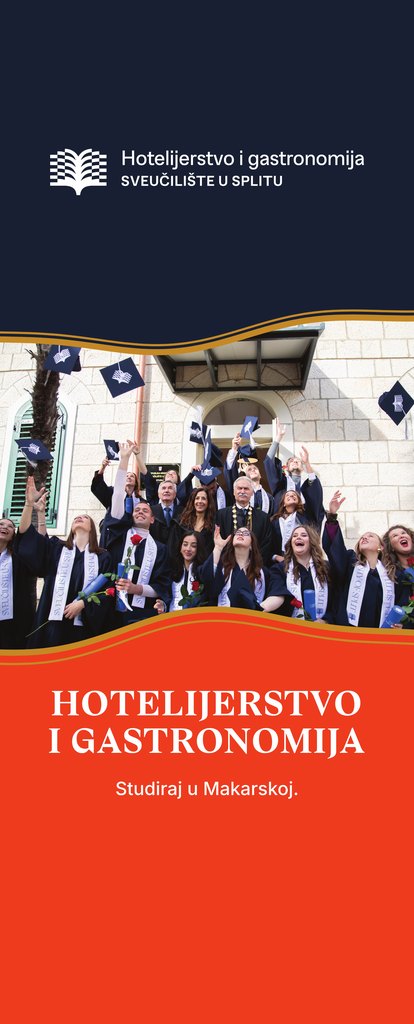 Hotelijerstvo i gastronomija
SVEUČILIŠTE U SPLITU
HOTELIJERSTVO
I GASTRONOMIJA
Studiraj u Makarskoj.